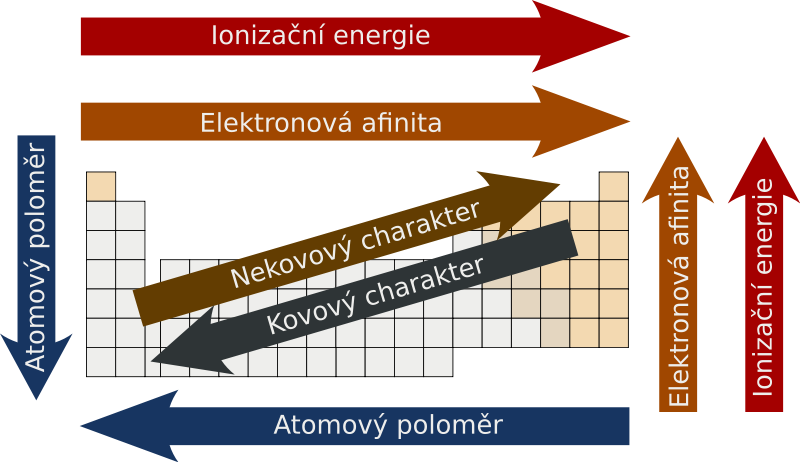 Ionizační energie
Elektronová afinita
Atomový poloměr
Nekovový charakter
Kovový charakter
Elektronová afinita
Ionizační energie
Atomový poloměr